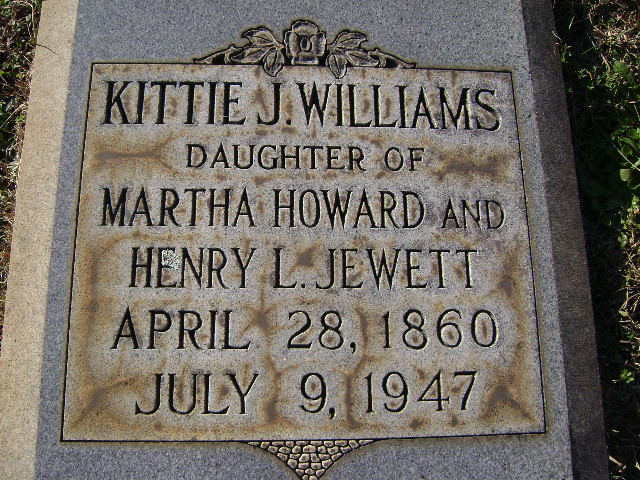 KITTIE J. WILLIAMS
DAUGHTER OF
MARTHA HOWARD AND
HENRY L. JEWETT
APRIL 28, 1860
JULY 9, 1947